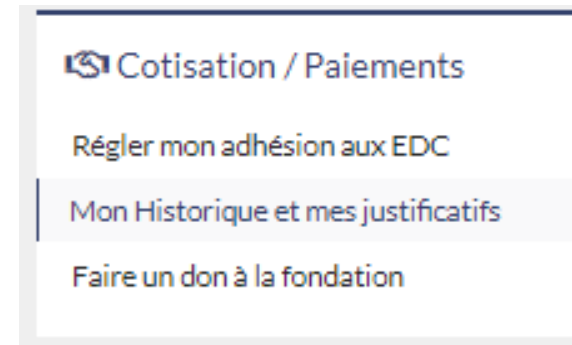 Cotisation / Paiements
Régler mon adhésion aux EDC
Mon Historique et mes justificatifs
Faire un don à la fondation